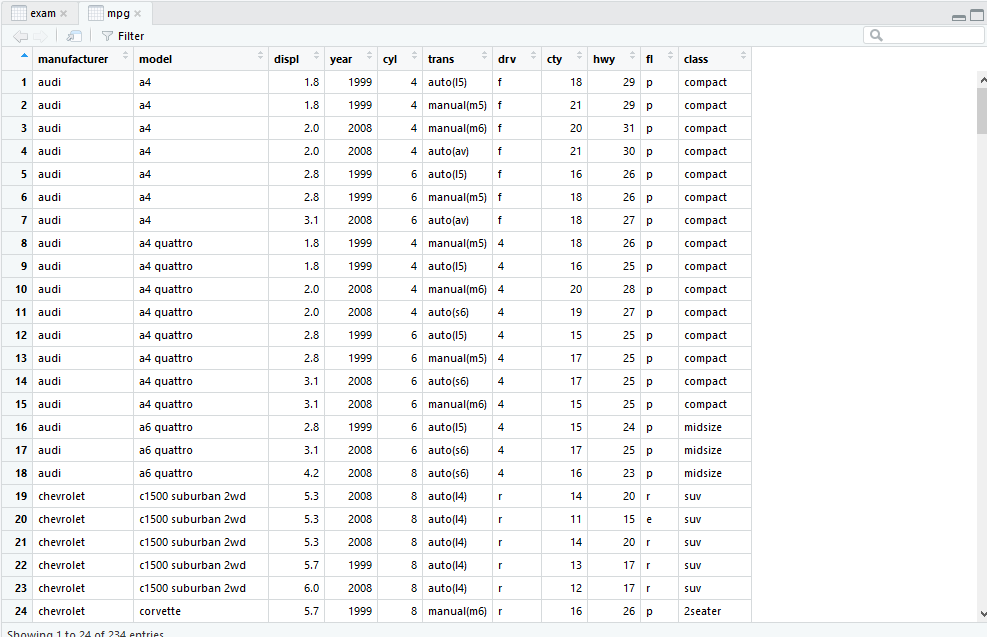 exam mpg
Filter
manufacturer model displ year cyl trans drv cty hwy fl class
1 audi a4 1.8 1999 4 auto(l5) f 18 29 p compact
2 audi a4 1.8 1999 4 manual(m5) f 21 29 p compact
3 audi a4 2.0 2008 4 manual(m6) f 20 31 p compact
4 audi a4 2.0 2008 4 auto(av) f 21 30 p compact
5 audi a4 2.8 1999 6 auto(l5) f 16 26 p compact
6 audi a4 2.8 1999 6 manual(m5) f 18 26 p compact
7 audi a4 3.1 2008 6 auto(av) f 18 27 p compact
8 audi a4 quattro 1.8 1999 4 manual(m5) 4 18 26 p compact
9 audi a4 quattro 1.8 1999 4 auto(l5) 4 16 25 p compact
10 audi a4 quattro 2.0 2008 4 manual(m6) 4 20 28 p compact
11 audi a4 quattro 2.0 2008 4 auto(s6) 4 19 27 p compact
12 audi a4 quattro 2.8 1999 6 auto(l5) 4 15 25 p compact
13 audi a4 quattro 2.8 1999 6 manual(m5) 4 17 25 p compact
14 audi a4 quattro 3.1 2008 6 auto(s6) 4 17 25 p compact
15 audi a4 quattro 3.1 2008 6 manual(m6) 4 15 25 p compact
16 audi a6 quattro 2.8 1999 6 auto(l5) 4 15 24 p midsize
17 audi a6 quattro 3.1 2008 6 auto(s6) 4 17 25 p midsize
18 audi a6 quattro 4.2 2008 8 auto(s6) 4 16 23 p midsize
19 chevrolet c1500 suburban 2wd 5.3 2008 8 auto(l4) r 14 20 r suv
20 chevrolet c1500 suburban 2wd 5.3 2008 8 auto(l4) r 11 15 e suv
21 chevrolet c1500 suburban 2wd 5.3 2008 8 auto(l4) r 14 20 r suv
22 chevrolet c1500 suburban 2wd 5.7 1999 8 auto(l4) r 13 17 r suv
23 chevrolet c1500 suburban 2wd 6.0 2008 8 auto(l4) r 12 17 r suv
24 chevrolet corvette 5.7 1999 8 manual(m6) r 16 26 p 2seater
Showing 1 to 24 of 234 entries